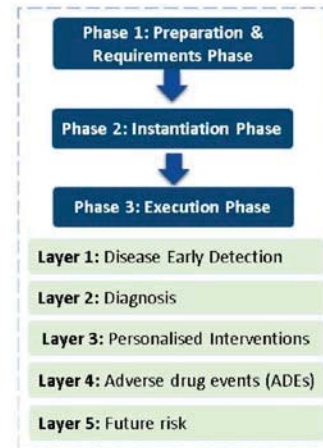 Phase 1: Preparation &
Requirements Phase
Phase 2: Instantiation Phase
Phase 3: Execution Phase
Layer 1: Disease Early Detection
Layer 2: Diagnosis
Layer 3: Personalised Interventions
Layer 4: Adverse drug events (ADEs)
Layer 5: Future risk